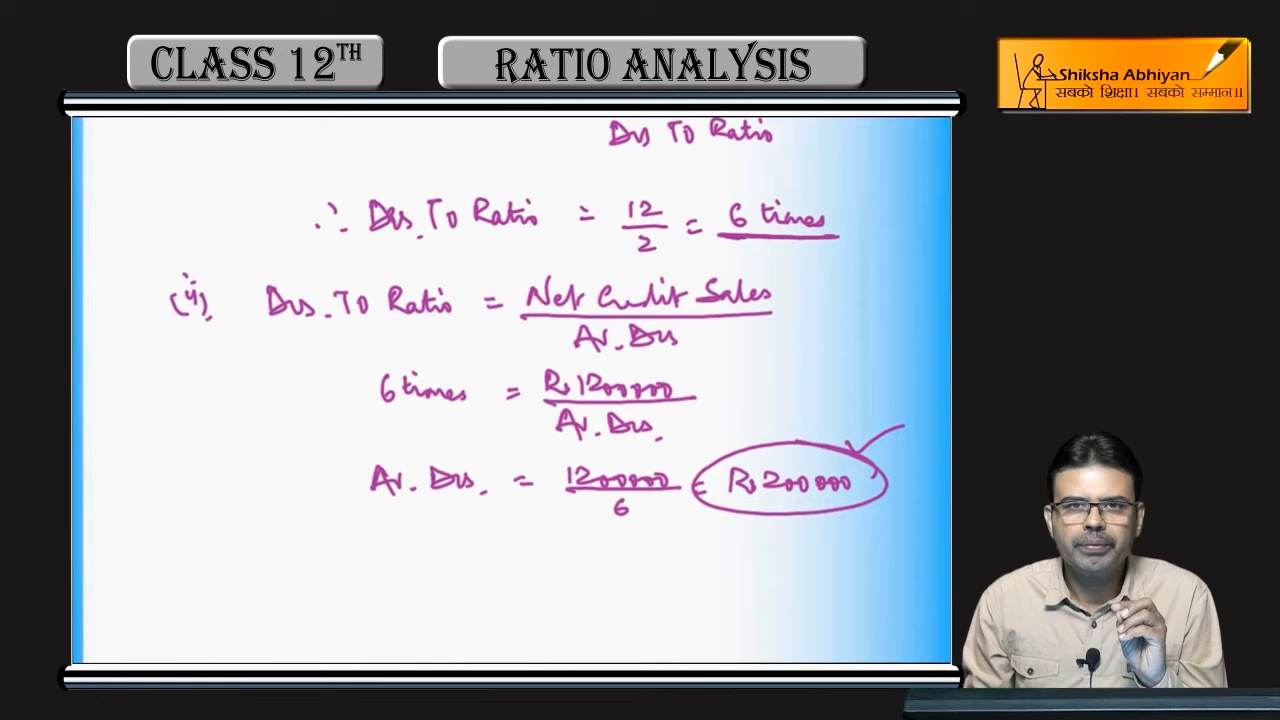 CLASS 12TH
RATIO ANALYSIS
Shiksha Abhiyan
सबको शिक्षा। सबको सम्मान।।
Drs To Ratio
∴ Drs. To Ratio = 12/2 = 6 times
(ii) Drs. To Ratio = Net Credit Sales / Av. Drs
6 times = Rs 1200000 / Av. Drs.
Av. Drs. = 1200000/6 = Rs 200000